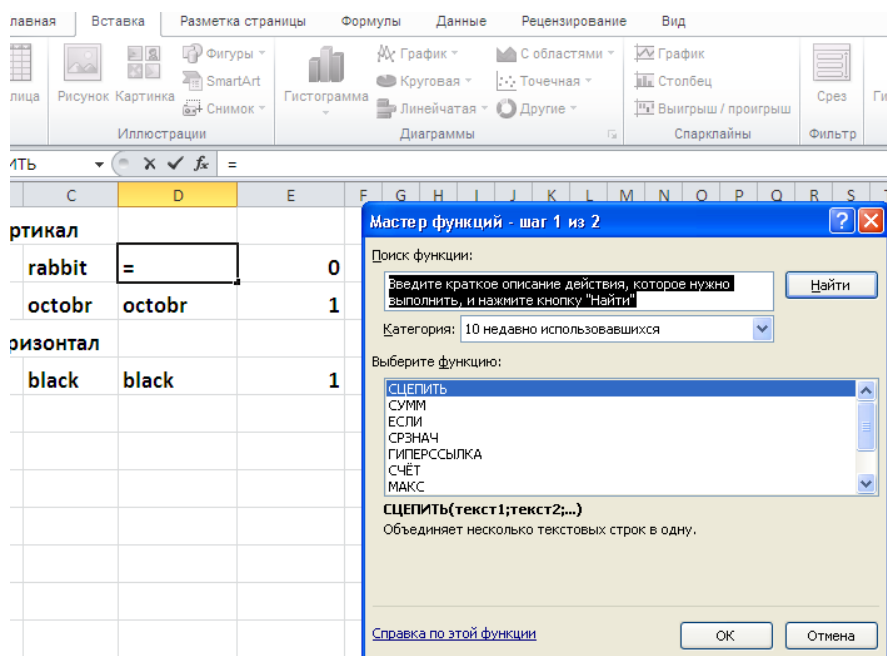 лавная Вставка Разметка страницы Формулы Данные Рецензирование Вид
Фигуры График С областями График
SmartArt Круговая Точечная Столбец
лица Рисунок Картинка Снимок Гистограмма Линейчатая Другие Выигрыш / проигрыш Срез Ги
Иллюстрации Диаграммы Спарклайны Фильтр
ИТЬ fx =
C D E F G H I J K L M N O P Q R S T
Мастер функций - шаг 1 из 2
ртикал
Поиск функции:
rabbit = 0
Введите краткое описание действия, которое нужно
выполнить, и нажмите кнопку "Найти"
Найти
octobr octobr 1
Категория: 10 недавно использовавшихся
ризонтал
Выберите функцию:
black black 1
СЦЕПИТЬ
СУММ
ЕСЛИ
СРЗНАЧ
ГИПЕРССЫЛКА
СЧЁТ
МАКС
СЦЕПИТЬ(текст1;текст2;...)
Объединяет несколько текстовых строк в одну.
Справка по этой функции ОК Отмена